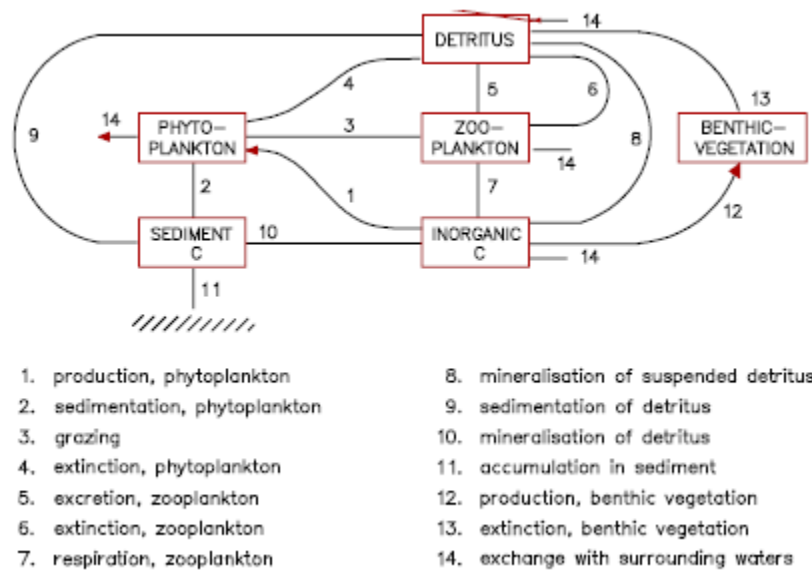 DETRITUS
14
4
5
6
13
9
14
PHYTO-
PLANKTON
3
ZOO-
PLANKTON
14
8
BENTHIC-
VEGETATION
2
1
7
12
SEDIMENT
C
10
INORGANIC
C
14
11
1. production, phytoplankton
2. sedimentation, phytoplankton
3. grazing
4. extinction, phytoplankton
5. excretion, zooplankton
6. extinction, zooplankton
7. respiration, zooplankton
8. mineralisation of suspended detritus
9. sedimentation of detritus
10. mineralisation of detritus
11. accumulation in sediment
12. production, benthic vegetation
13. extinction, benthic vegetation
14. exchange with surrounding waters